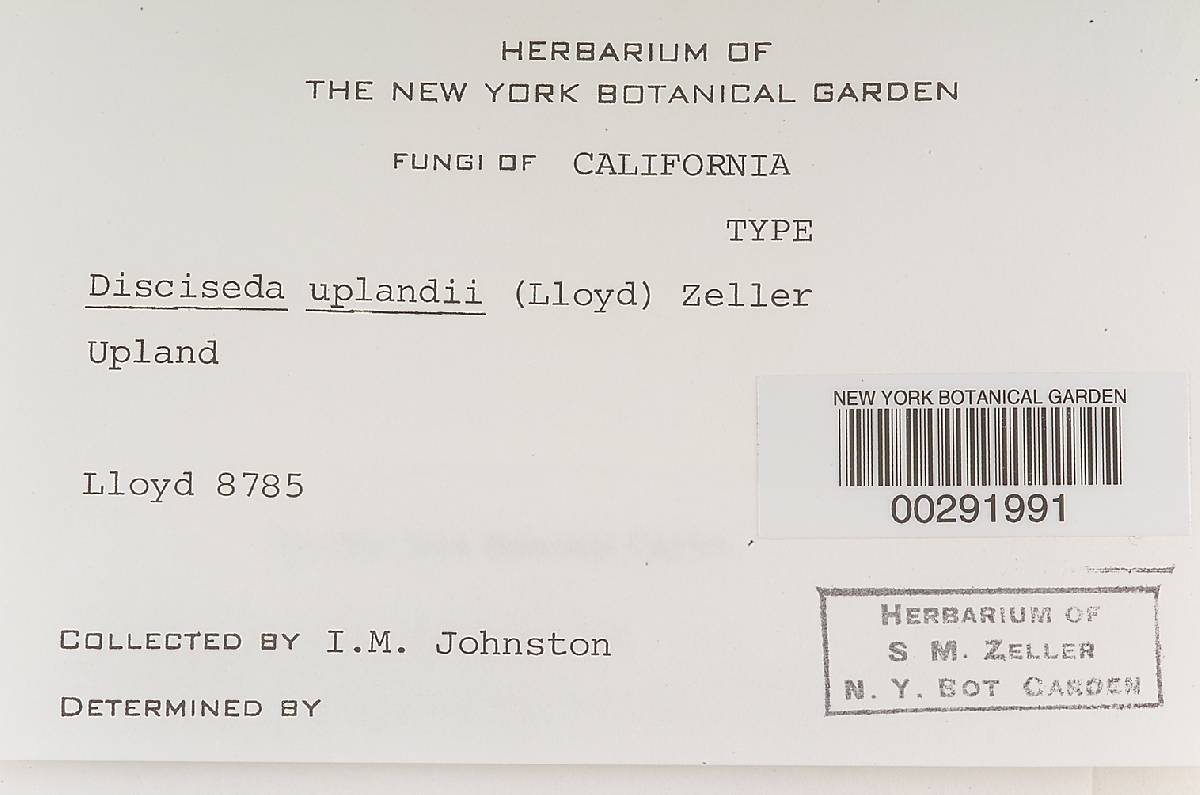 HERBARIUM OF
THE NEW YORK BOTANICAL GARDEN
FUNGI OF CALIFORNIA
TYPE
Disciseda uplandii (Lloyd) Zeller
Upland
NEW YORK BOTANICAL GARDEN
00291991
Lloyd 8785
HERBARIUM OF
S M. ZELLER
N. Y. BOT GARDEN
COLLECTED BY I.M. Johnston
DETERMINED BY